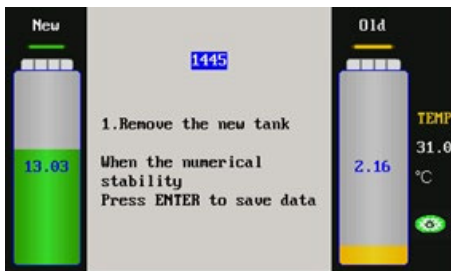 New
Old
1445
1.Remove the new tank
TEMP
31.0
13.03
When the numerical
2.16
℃
stability
Press ENTER to save data